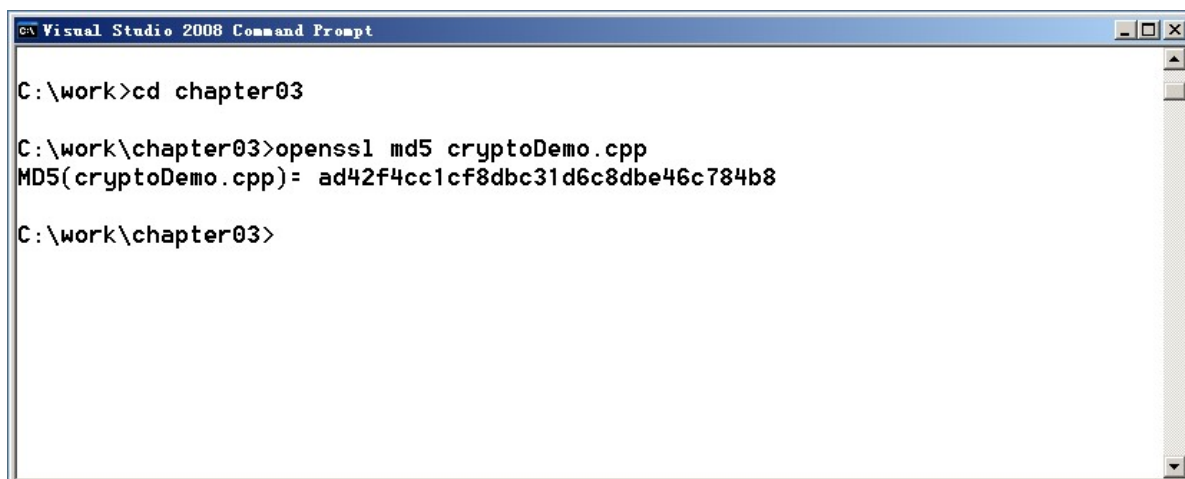 Visual Studio 2008 Command Prompt
C:\work>cd chapter03
C:\work\chapter03>openssl md5 cryptoDemo.cpp
MD5(cryptoDemo.cpp)= ad42f4cc1cf8dbc31d6c8dbe46c784b8
C:\work\chapter03>